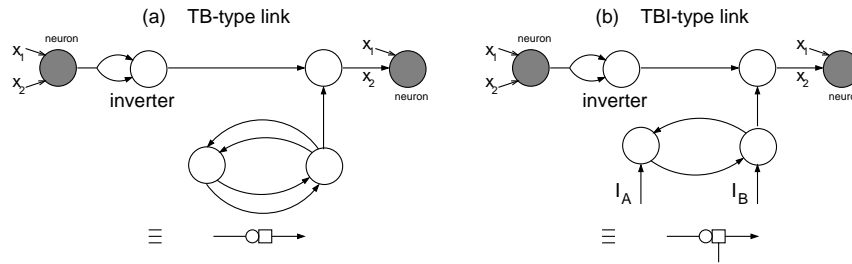 (a) TB-type link
neuron
X1
X2
inverter
X1
X2
neuron
≡
(b) TBI-type link
neuron
X1
X2
inverter
X1
X2
neuron
I_A
I_B
≡